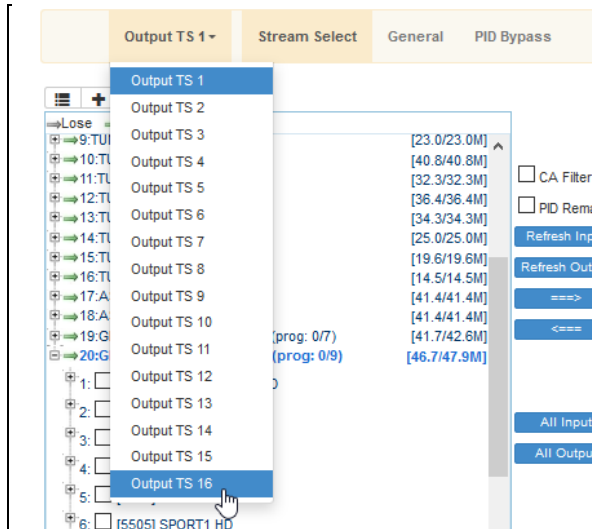 Output TS 1 Stream Select General PID Bypass
Output TS 1
Output TS 2
Output TS 3
Output TS 4
Output TS 5
Output TS 6
Output TS 7
Output TS 8
Output TS 9
Output TS 10
Output TS 11
Output TS 12
Output TS 13
Output TS 14
Output TS 15
Output TS 16
Lose
9:TU [23.0/23.0M]
10:TU [40.8/40.8M]
11:TU [32.3/32.3M]
12:TU [36.4/36.4M]
13:TU [34.3/34.3M]
14:TU [25.0/25.0M]
15:TU [19.6/19.6M]
16:TU [14.5/14.5M]
17:A [41.4/41.4M]
18:A [41.4/41.4M]
19:G (prog: 0/7) [41.7/42.6M]
20:G (prog: 0/9) [46.7/47.9M]
1:
2:
3:
4:
5:
6: [5505] SPORT1 HD
CA Filter
PID Rema
Refresh Inp
Refresh Out
===>
<===
All Input
All Outpu